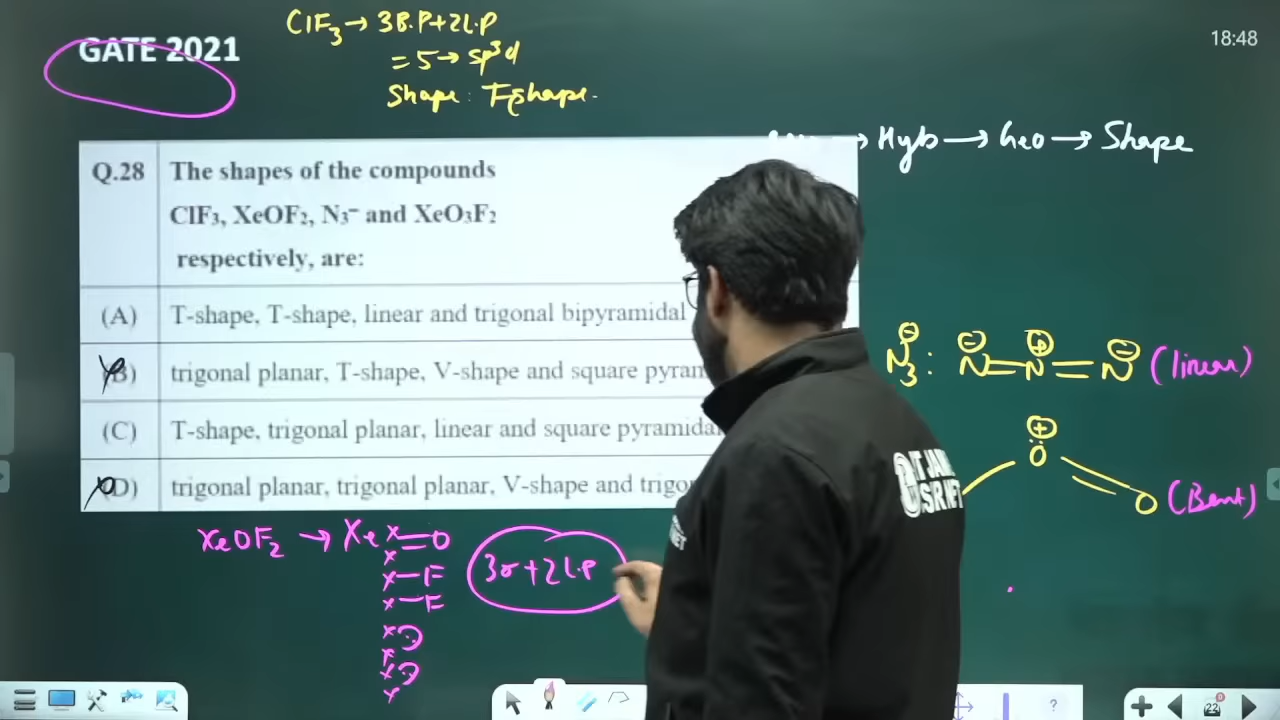 GATE 2021
ClF₃ → 3B.P+2L.P
= 5 → sp³d
Shape: T-shape.
18:48
→ Hyb → Geo → Shape
Q.28 The shapes of the compounds
ClF₃, XeOF₂, N₃⁻ and XeO₃F₂
respectively, are:
(A) T-shape, T-shape, linear and trigonal bipyramidal
(B) trigonal planar, T-shape, V-shape and square
(C) T-shape, trigonal planar, linear and square
(D) trigonal planar, trigonal planar, V-shape and
N₃⊖: ⊖N=N⊕=N⊖ (linear)
⊕
O
O (Bent)
XeOF₂ → Xe =O
-F
-F
3σ+2L.P
22